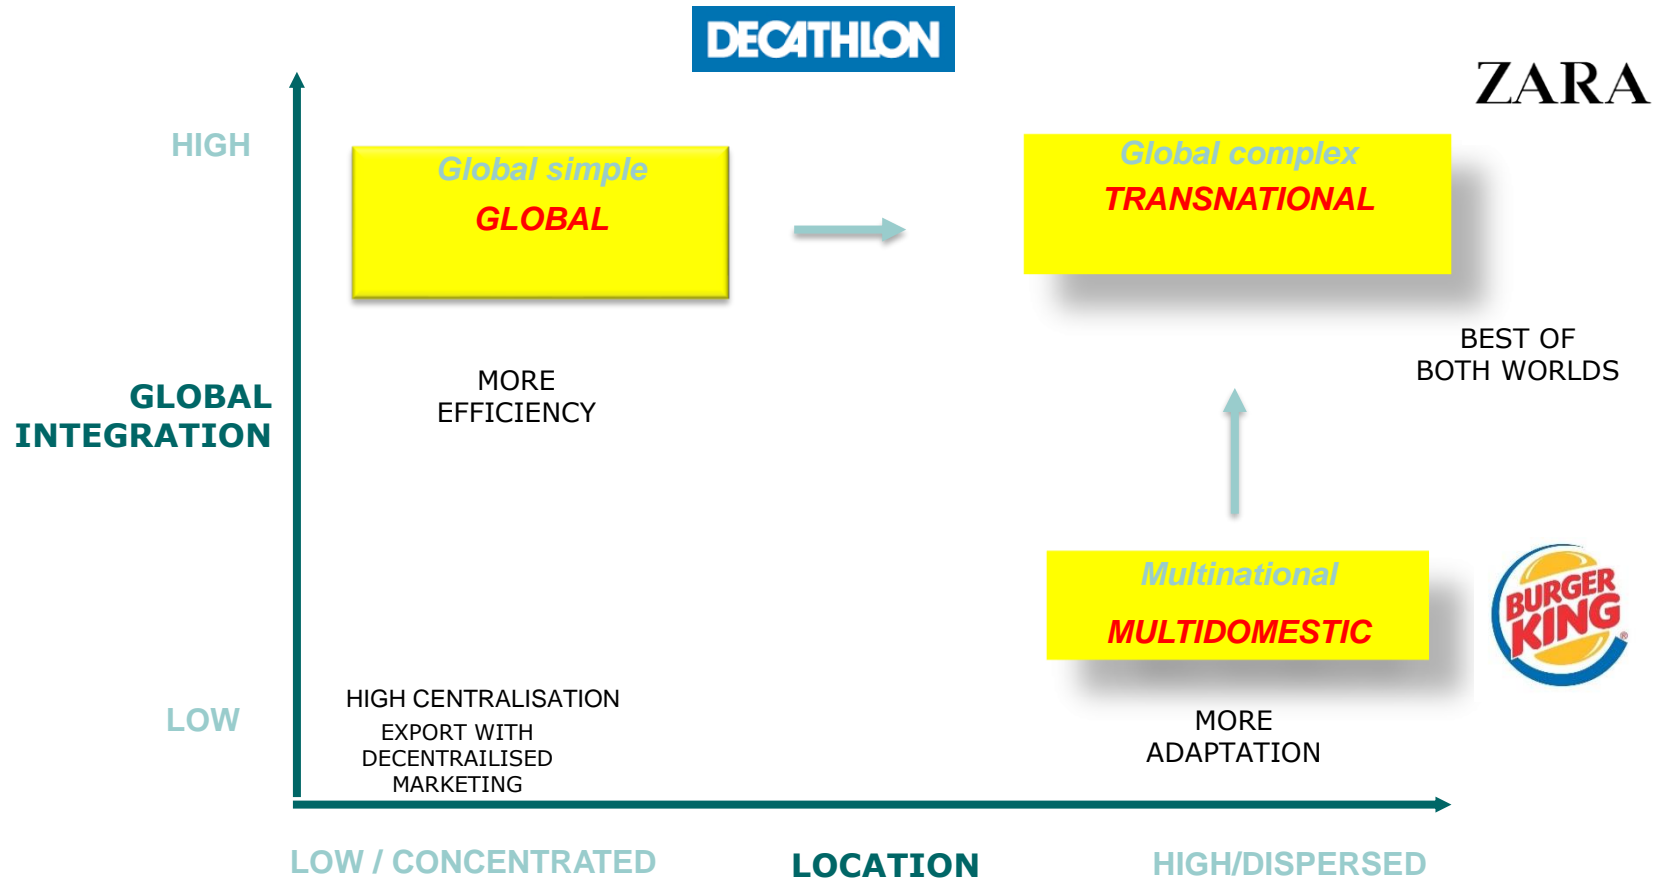 DECATHLON
ZARA
HIGH
Global simple
GLOBAL
Global complex
TRANSNATIONAL
BEST OF
BOTH WORLDS
MORE
EFFICIENCY
GLOBAL
INTEGRATION
Multinational
MULTIDOMESTIC
BURGER
KING
®
HIGH CENTRALISATION
EXPORT WITH
DECENTRAILISED
MARKETING
LOW
MORE
ADAPTATION
LOW / CONCENTRATED
LOCATION
HIGH/DISPERSED